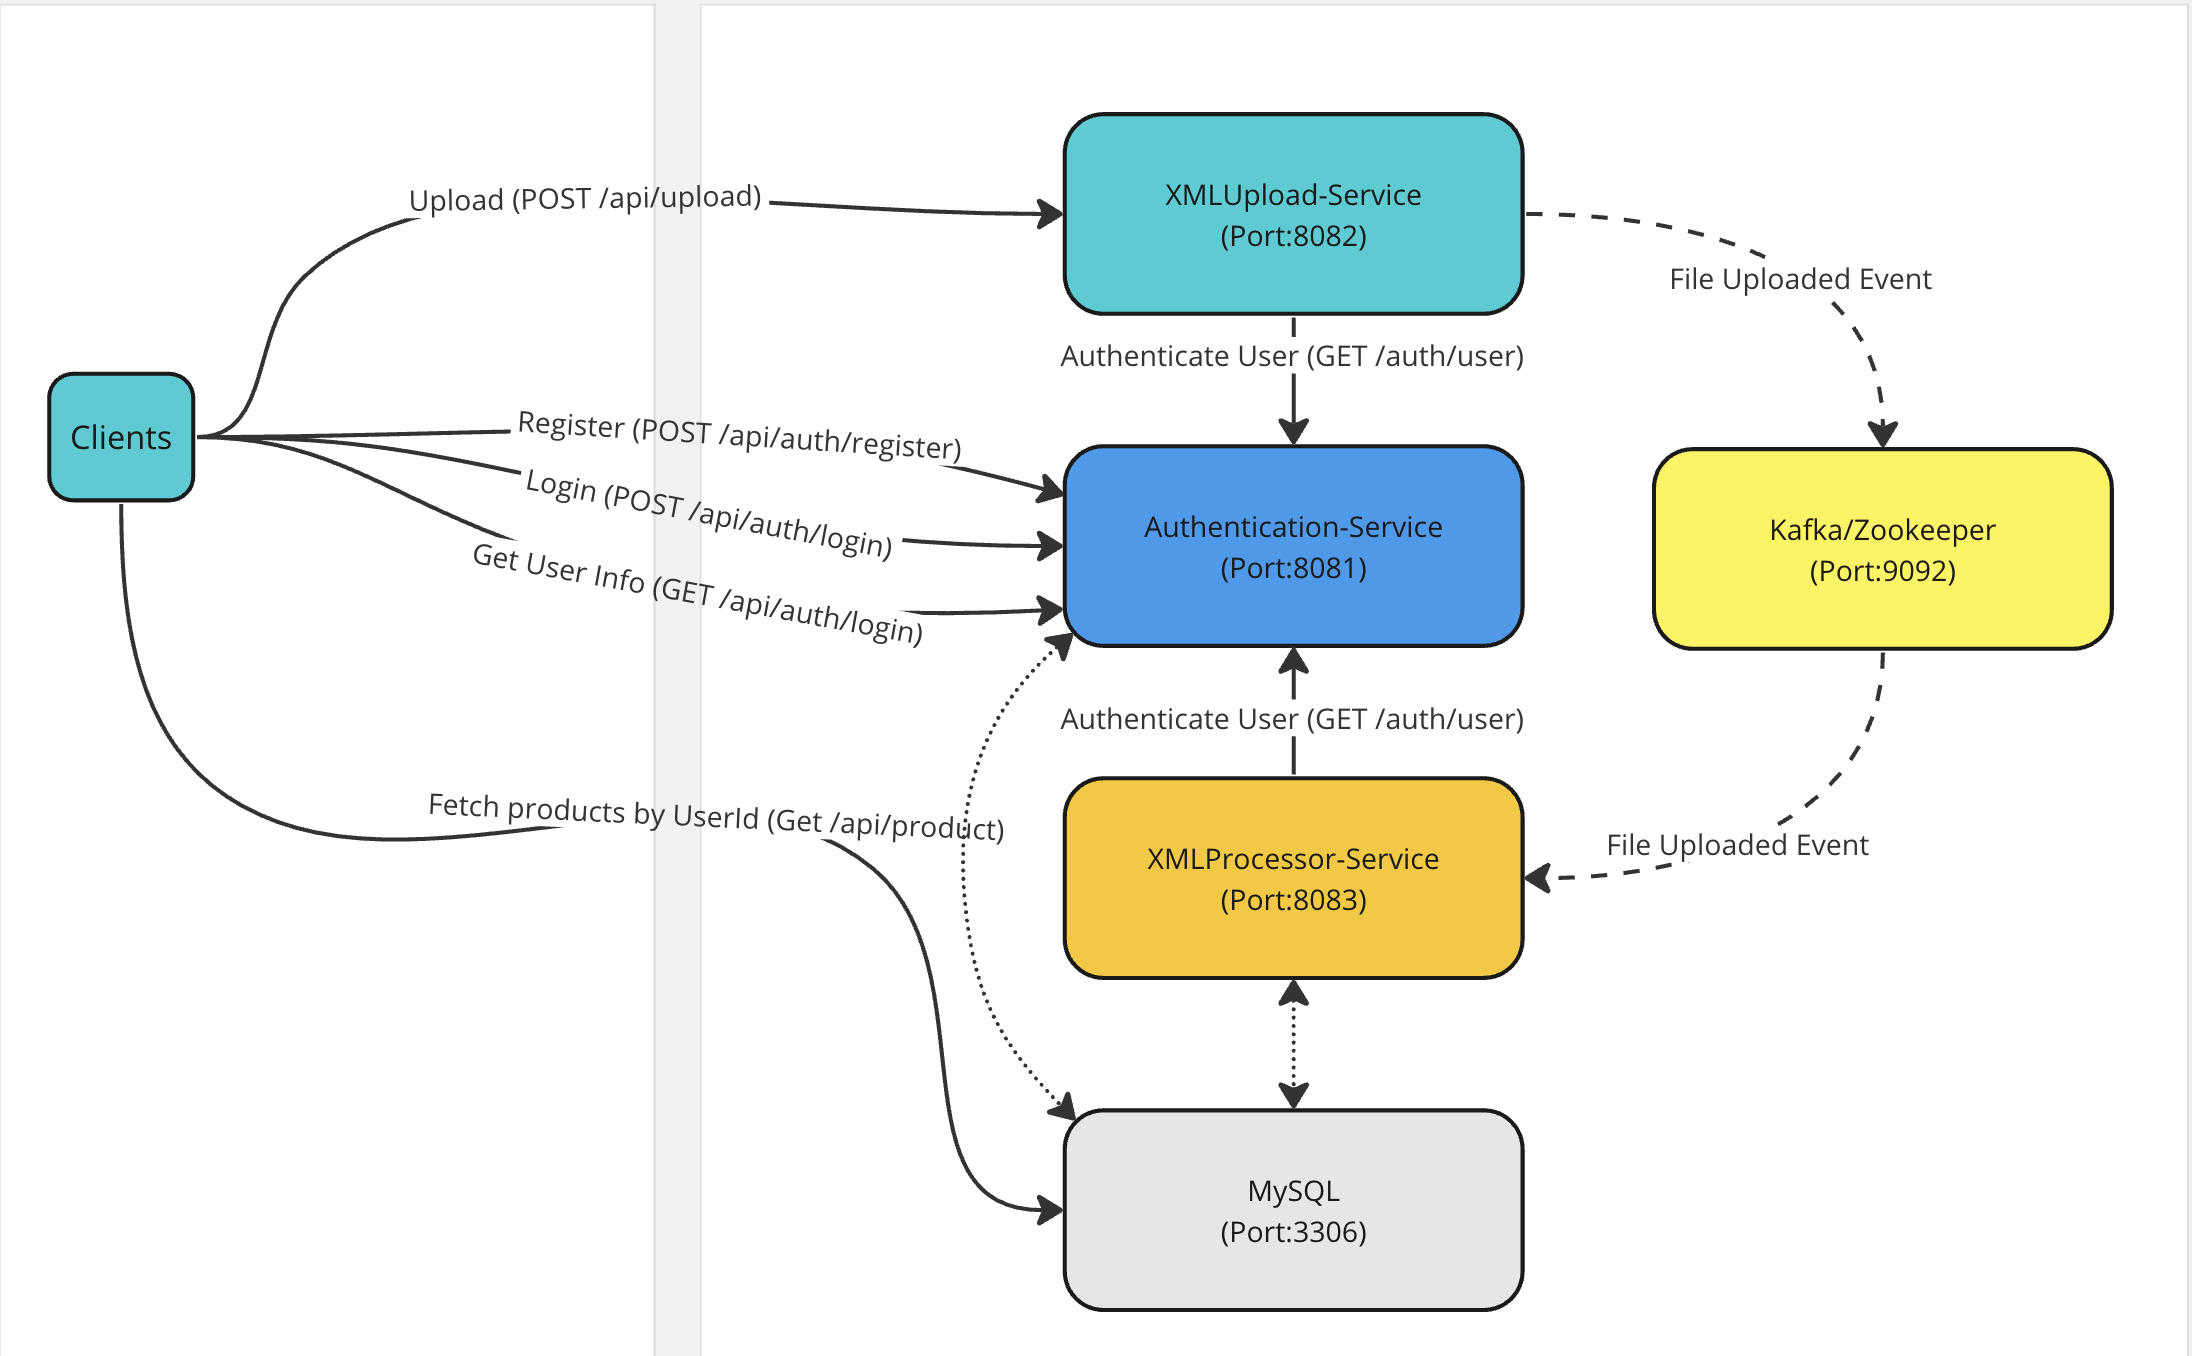 Upload (POST /api/upload)
XMLUpload-Service
(Port:8082)
File Uploaded Event
Authenticate User (GET /auth/user)
Clients
Register (POST /api/auth/register)
Login (POST /api/auth/login)
Get User Info (GET /api/auth/login)
Authentication-Service
(Port:8081)
Kafka/Zookeeper
(Port:9092)
Authenticate User (GET /auth/user)
Fetch products by UserId (Get /api/product)
XMLProcessor-Service
(Port:8083)
File Uploaded Event
MySQL
(Port:3306)